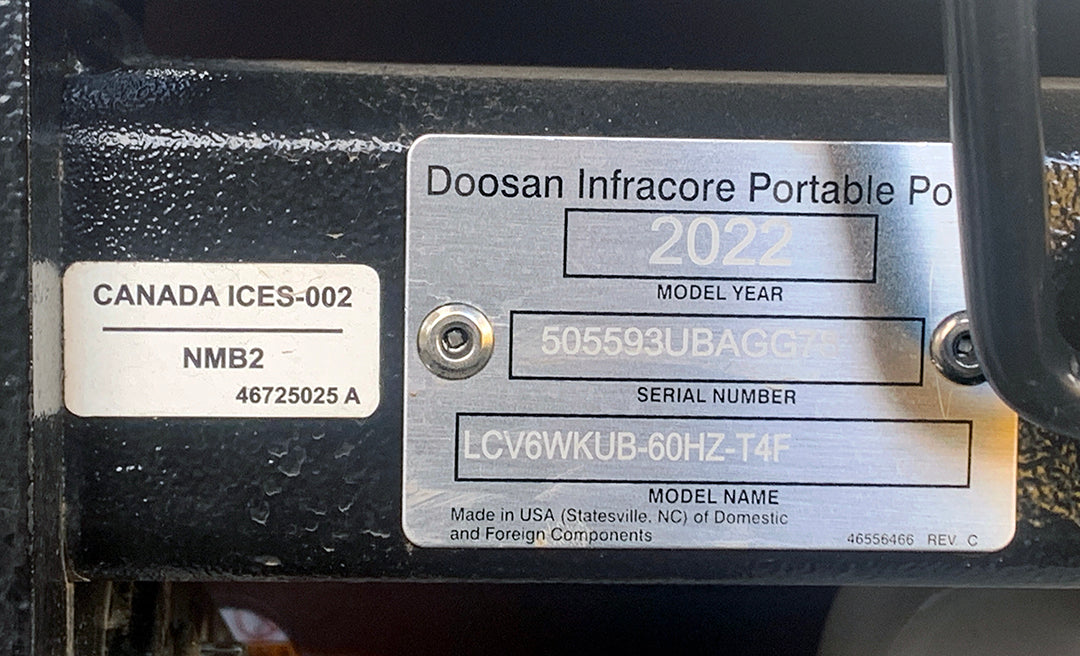 CANADA ICES-002
NMB2
46725025 A
Doosan Infracore Portable Po
2022
MODEL YEAR
SERIAL NUMBER
LCV6WKUB-60HZ-T4F
MODEL NAME
Made in USA (Statesville, NC) of Domestic
and Foreign Components
46556466 REV C